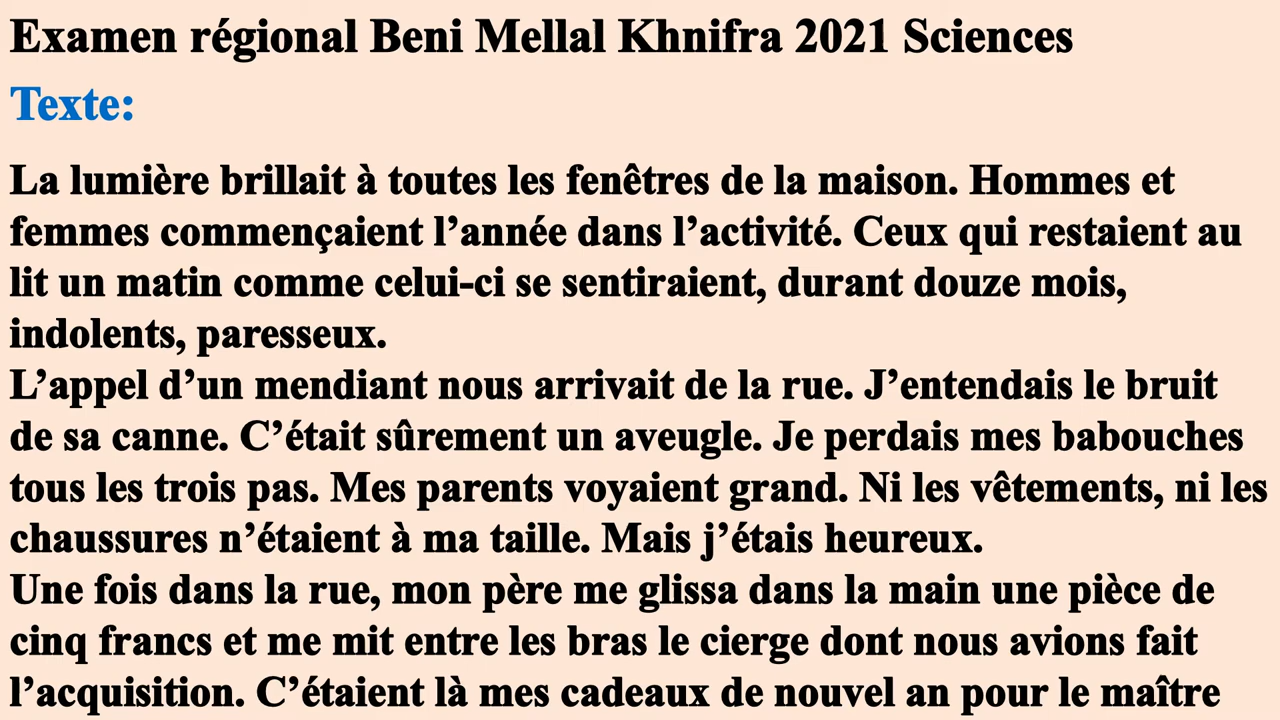 Examen régional Beni Mellal Khnifra 2021 Sciences
Texte:
La lumière brillait à toutes les fenêtres de la maison. Hommes et
femmes commençaient l’année dans l’activité. Ceux qui restaient au
lit un matin comme celui-ci se sentiraient, durant douze mois,
indolents, paresseux.
L’appel d’un mendiant nous arrivait de la rue. J’entendais le bruit
de sa canne. C’était sûrement un aveugle. Je perdais mes babouches
tous les trois pas. Mes parents voyaient grand. Ni les vêtements, ni les
chaussures n’étaient à ma taille. Mais j’étais heureux.
Une fois dans la rue, mon père me glissa dans la main une pièce de
cinq francs et me mit entre les bras le cierge dont nous avions fait
l’acquisition. C’étaient là mes cadeaux de nouvel an pour le maître